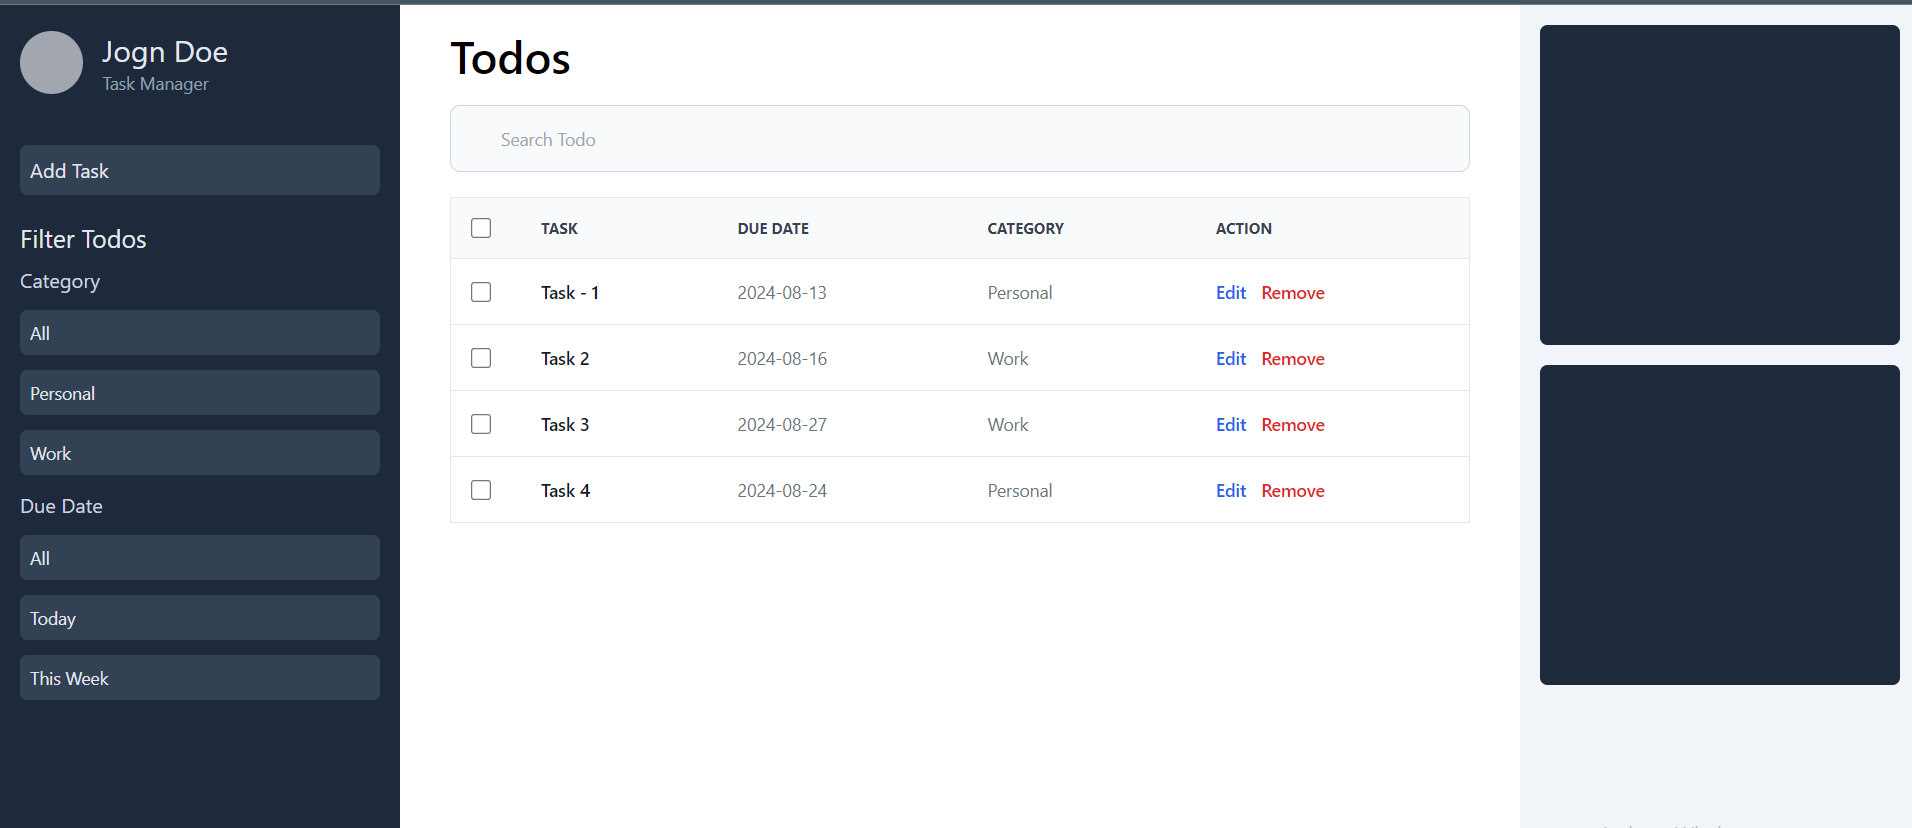 Jogn Doe
Task Manager
Add Task
Filter Todos
Category
All
Personal
Work
Due Date
All
Today
This Week
Todos
Search Todo
TASK DUE DATE CATEGORY ACTION
Task - 1 2024-08-13 Personal Edit Remove
Task 2 2024-08-16 Work Edit Remove
Task 3 2024-08-27 Work Edit Remove
Task 4 2024-08-24 Personal Edit Remove